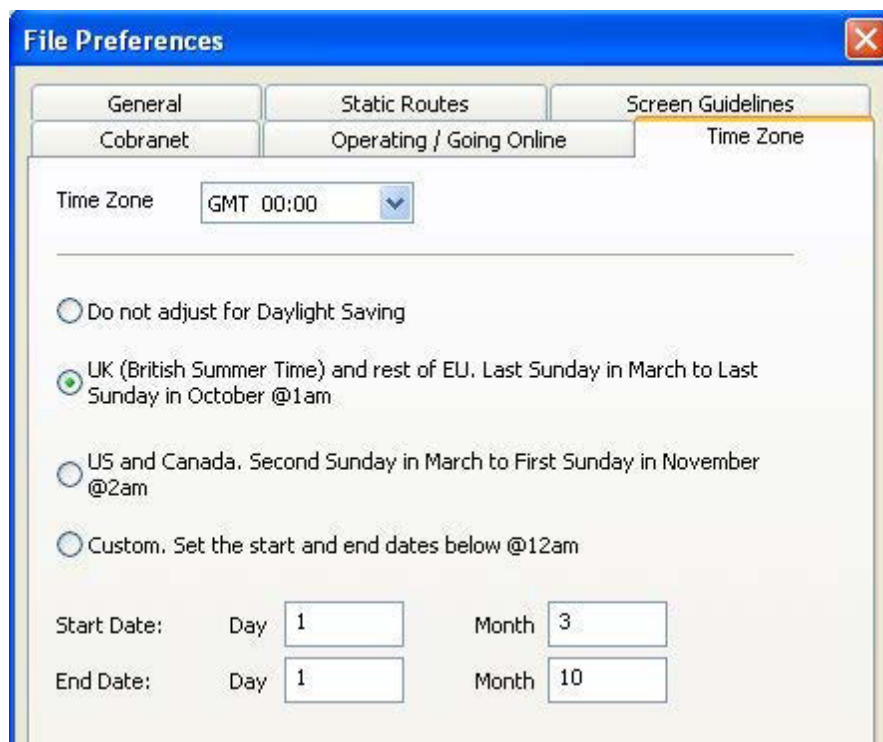 File Preferences
General Static Routes Screen Guidelines
Cobranet Operating / Going Online Time Zone
Time Zone GMT 00:00
Do not adjust for Daylight Saving
UK (British Summer Time) and rest of EU. Last Sunday in March to Last
Sunday in October @1am
US and Canada. Second Sunday in March to First Sunday in November
@2am
Custom. Set the start and end dates below @12am
Start Date: Day 1 Month 3
End Date: Day 1 Month 10